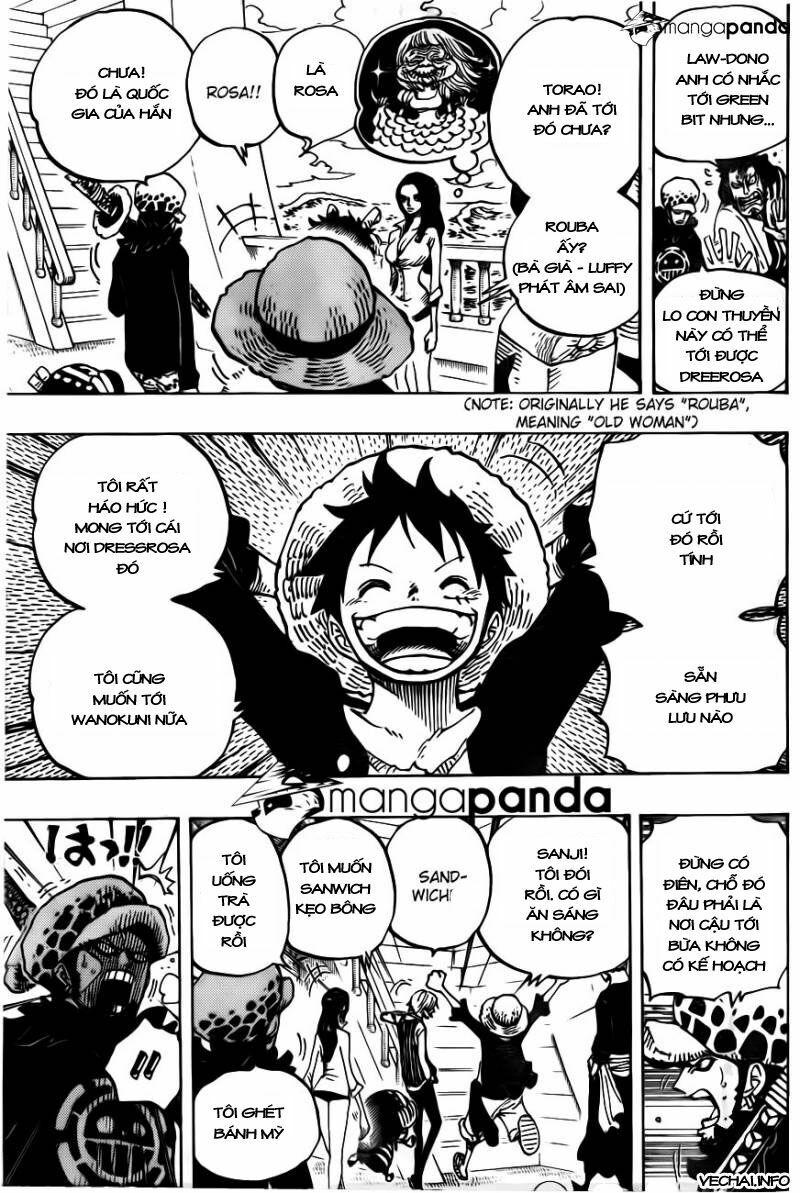 mangapanda
LAW-DONO
ANH CÓ NHẮC
TỚI GREEN
BIT NHƯNG...
ĐỪNG
LO CON THUYỀN
NÀY CÓ THỂ
TỚI ĐƯỢC
DREEROSA
TORAO!
ANH ĐÃ TỚI
ĐÓ CHƯA?
ROUBA
ẤY?
(BÀ GIÀ - LUFFY
PHÁT ÂM SAI)
LÀ
ROSA
ROSA!!
CHƯA!
ĐÓ LÀ QUỐC
GIA CỦA HẮN
(NOTE: ORIGINALLY HE SAYS "ROUBA",
MEANING "OLD WOMAN")
CỨ TỚI
ĐÓ RỒI
TÍNH
SẴN
SÀNG PHƯU
LƯU NÀO
TÔI RẤT
HÁO HỨC !
MONG TỚI CÁI
NƠI DRESSROSA
ĐÓ
TÔI CŨNG
MUỐN TỚI
WANOKUNI NỮA
mangapanda
ĐỪNG CÓ
ĐIÊN, CHỖ ĐÓ
ĐÂU PHẢI LÀ
NƠI CẬU TỚI
BỪA KHÔNG
CÓ KẾ HOẠCH
SANJI!
TÔI ĐÓI
RỒI. CÓ GÌ
ĂN SÁNG
KHÔNG?
SAND-
WICH!
TÔI MUỐN
SANWICH
KẸO BÔNG
TÔI
UỐNG
TRÀ
ĐƯỢC
RỒI
TÔI GHÉT
BÁNH MỲ
はっ!!
!!
VECHAI.INFO